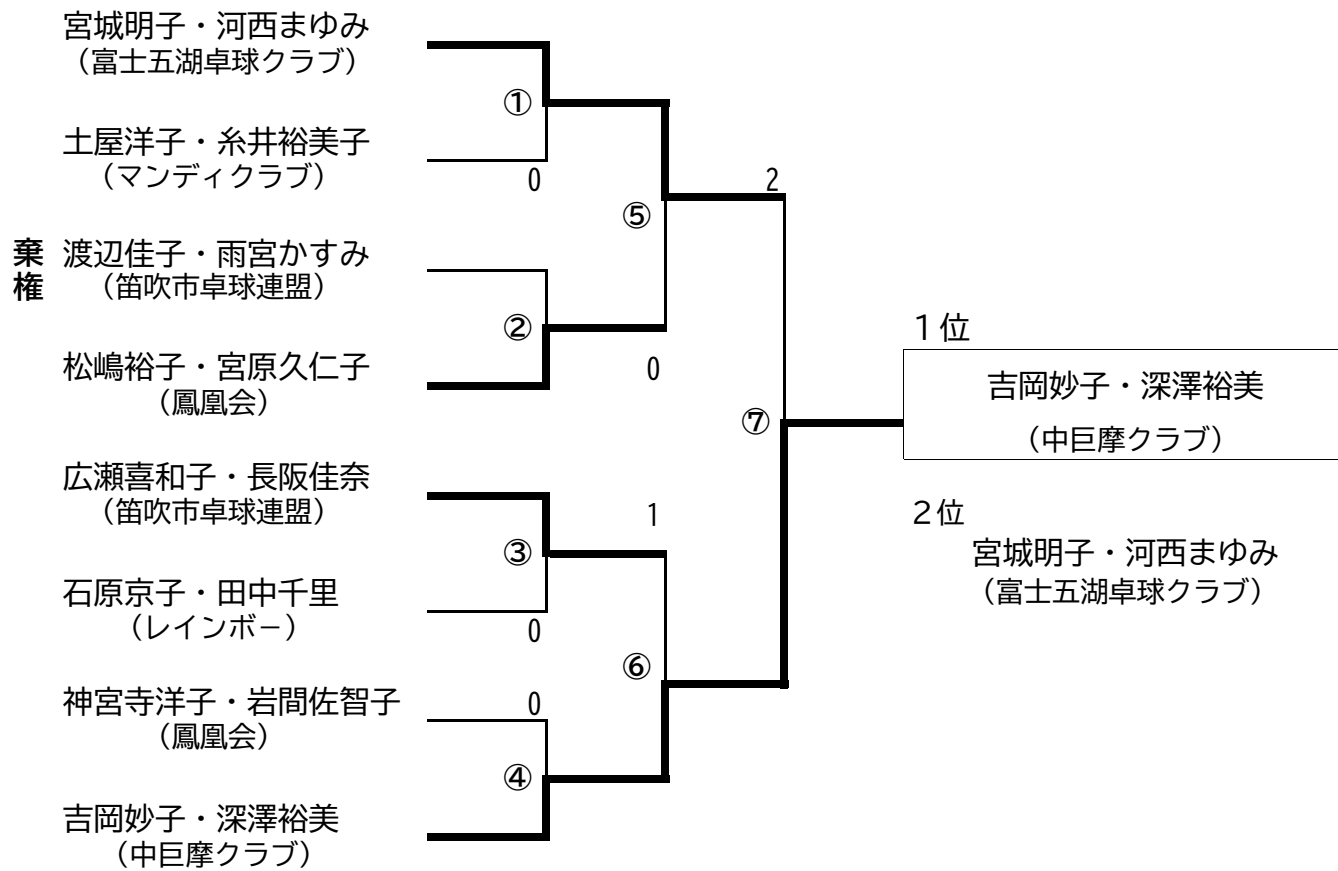 宮城明子・河西まゆみ
（富士五湖卓球クラブ）
①
土屋洋子・糸井裕美子
（マンディクラブ）
0
2
⑤
棄権
渡辺佳子・雨宮かすみ
（笛吹市卓球連盟）
②
松嶋裕子・宮原久仁子
（鳳凰会）
0
⑦
1位
吉岡妙子・深澤裕美
（中巨摩クラブ）
広瀬喜和子・長阪佳奈
（笛吹市卓球連盟）
1
③
2位
宮城明子・河西まゆみ
（富士五湖卓球クラブ）
石原京子・田中千里
（レインボー）
0
⑥
神宮寺洋子・岩間佐智子
（鳳凰会）
0
④
吉岡妙子・深澤裕美
（中巨摩クラブ）